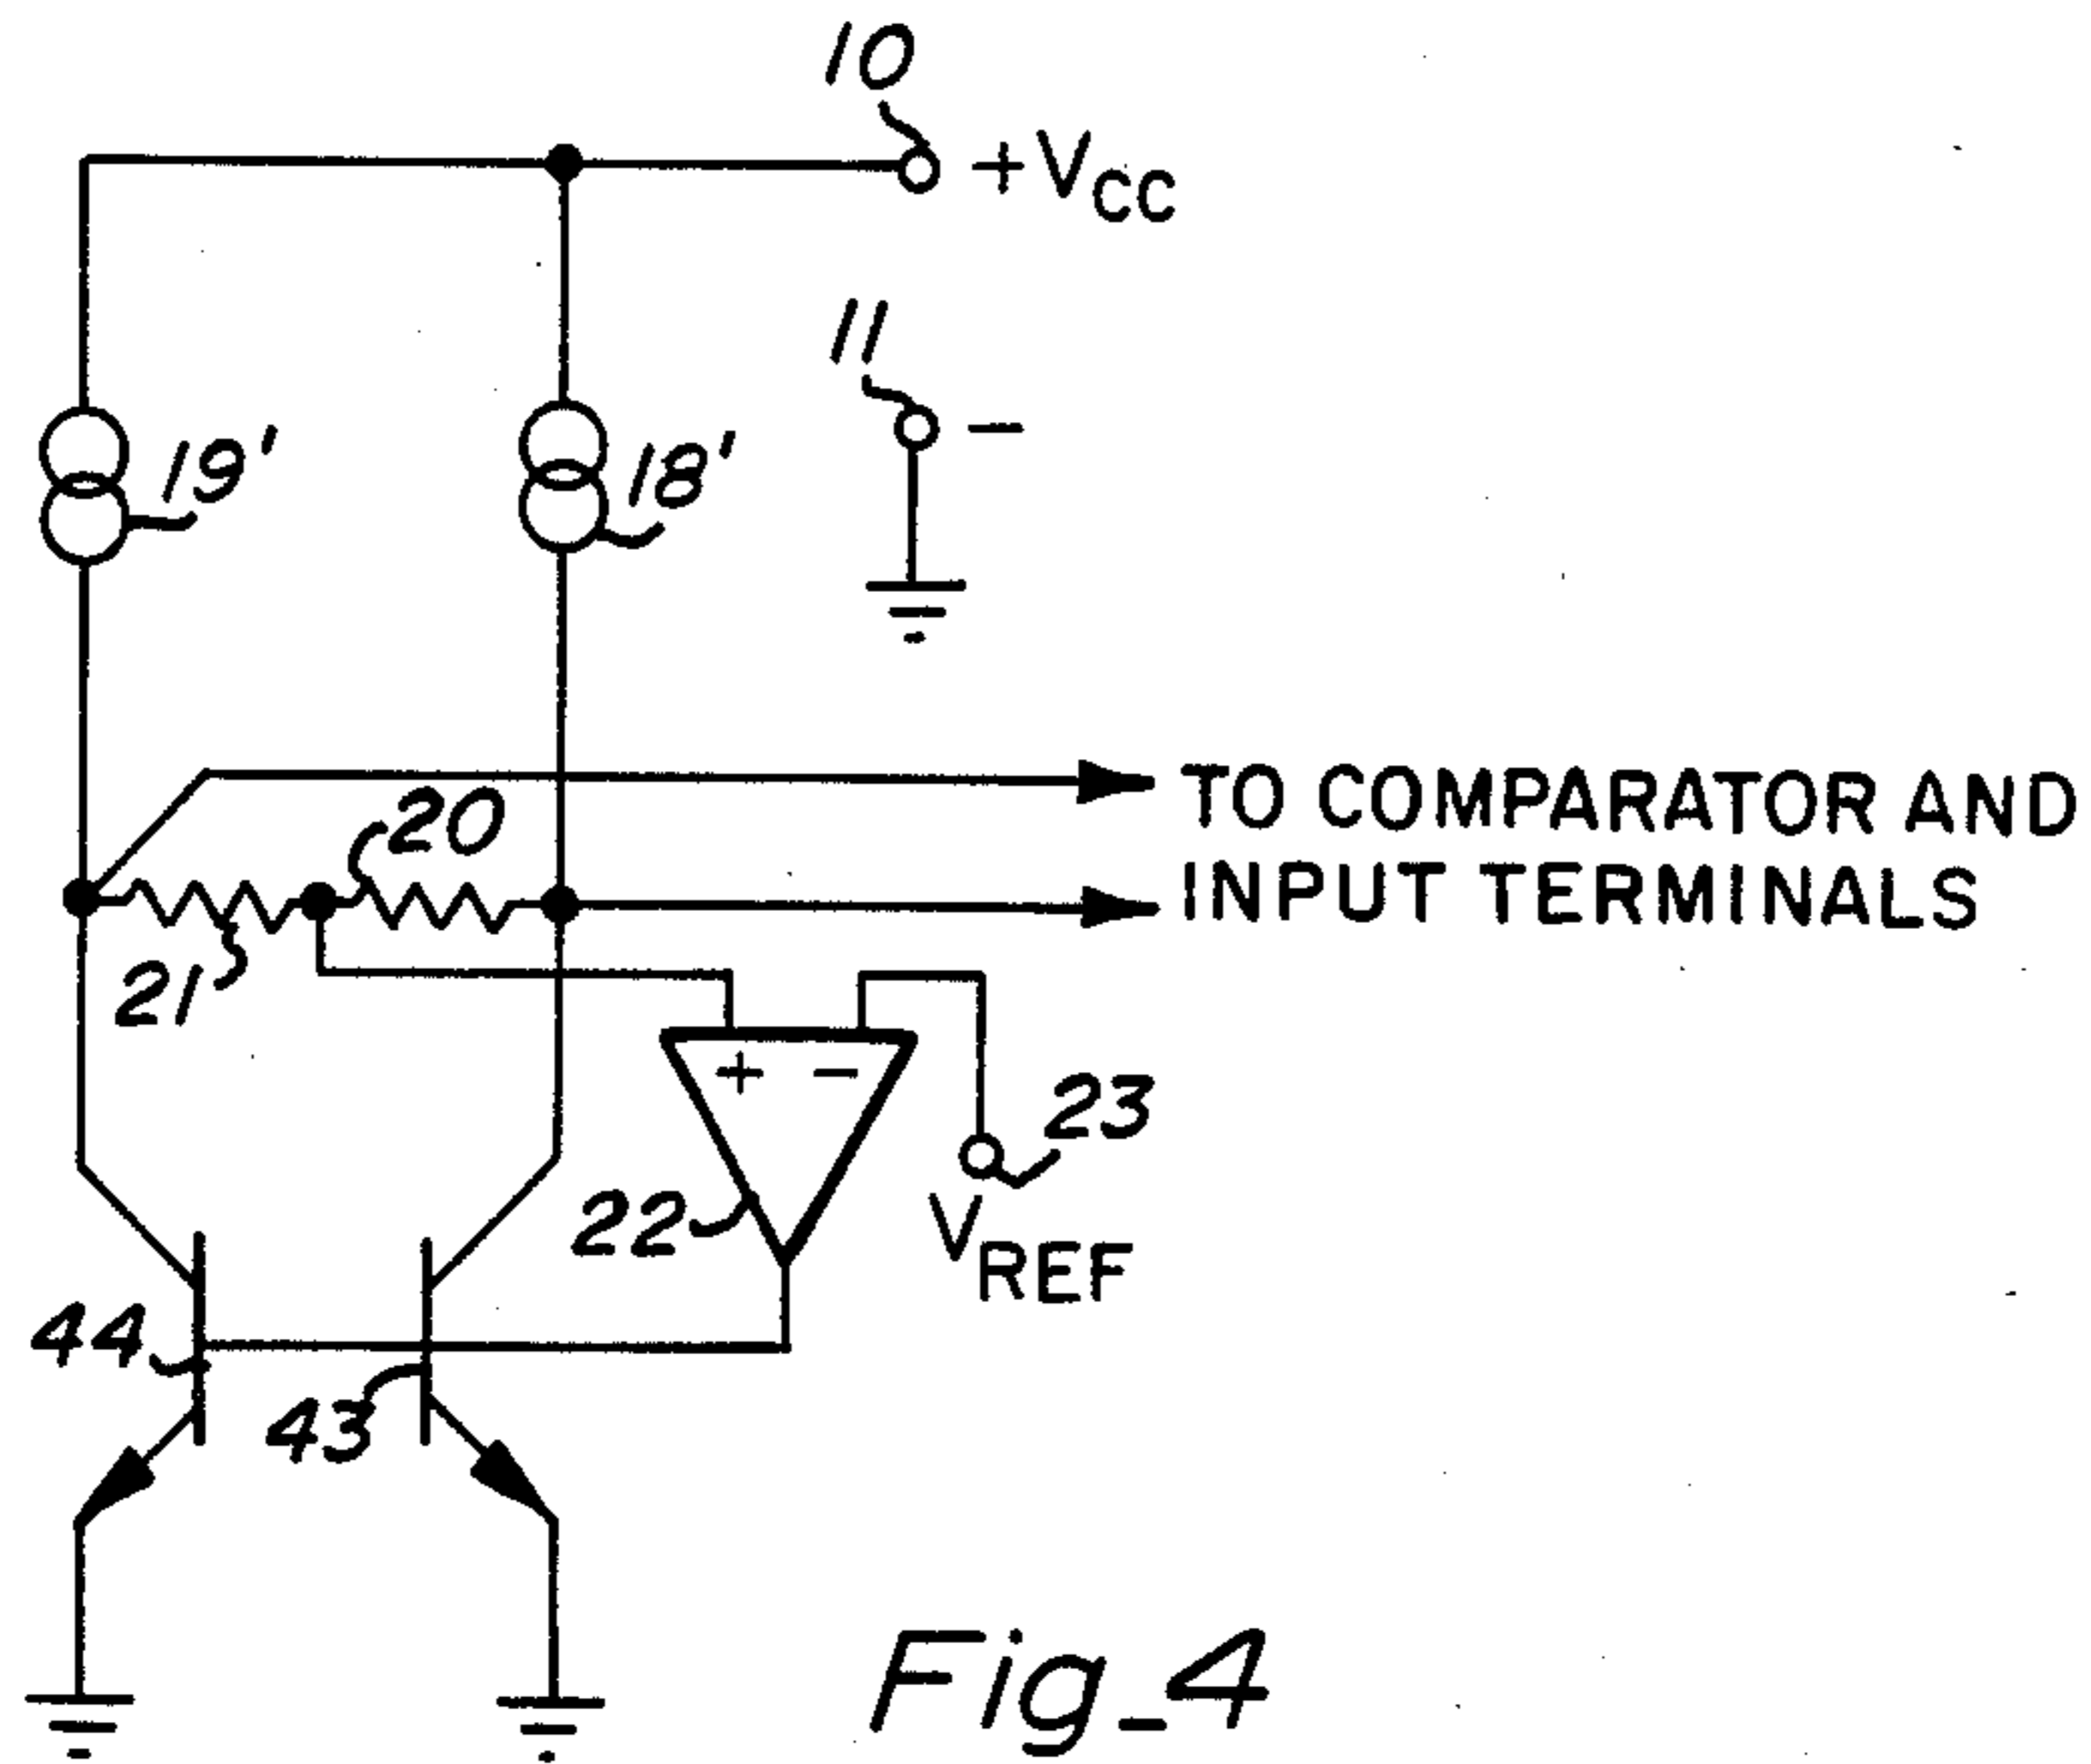 10
+VCC
11
−
19'
18'
TO COMPARATOR AND
INPUT TERMINALS
20
21
+ −
23
22
VREF
44
43
Fig_4